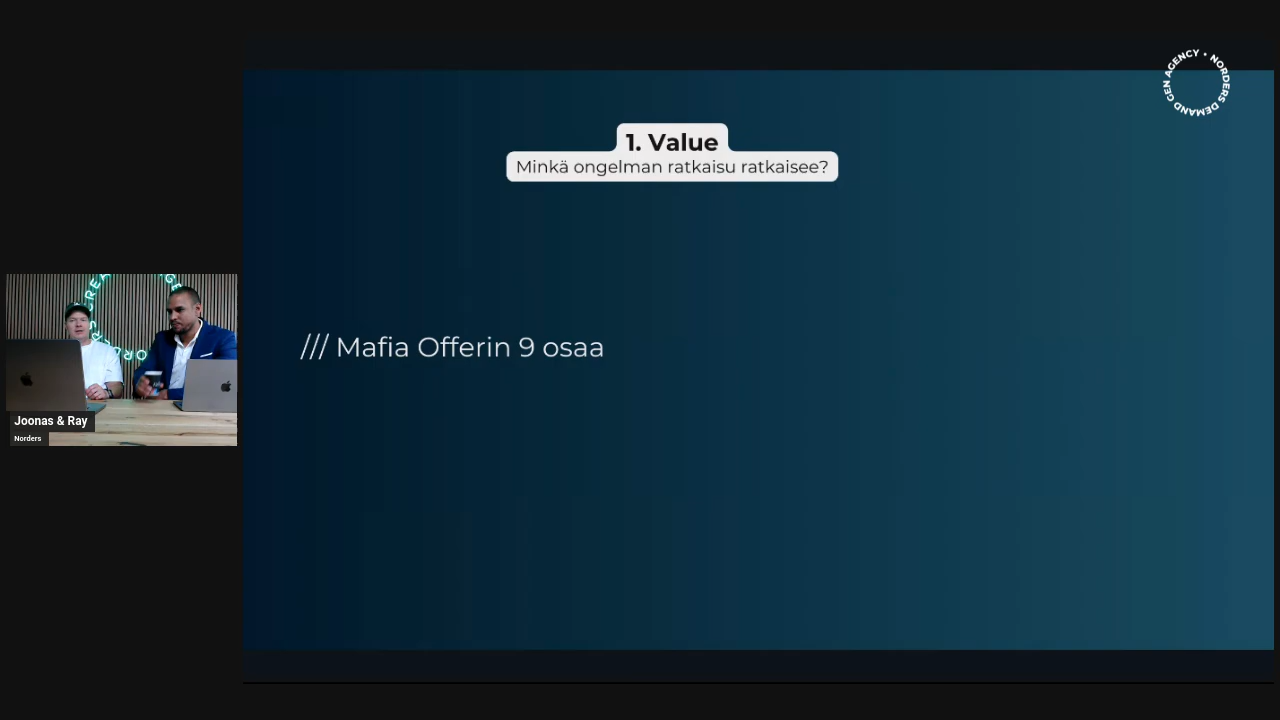 NORDERS DEMAND GEN AGENCY •
1. Value
Minkä ongelman ratkaisu ratkaisee?
/// Mafia Offerin 9 osaa
Joonas & Ray
Norders